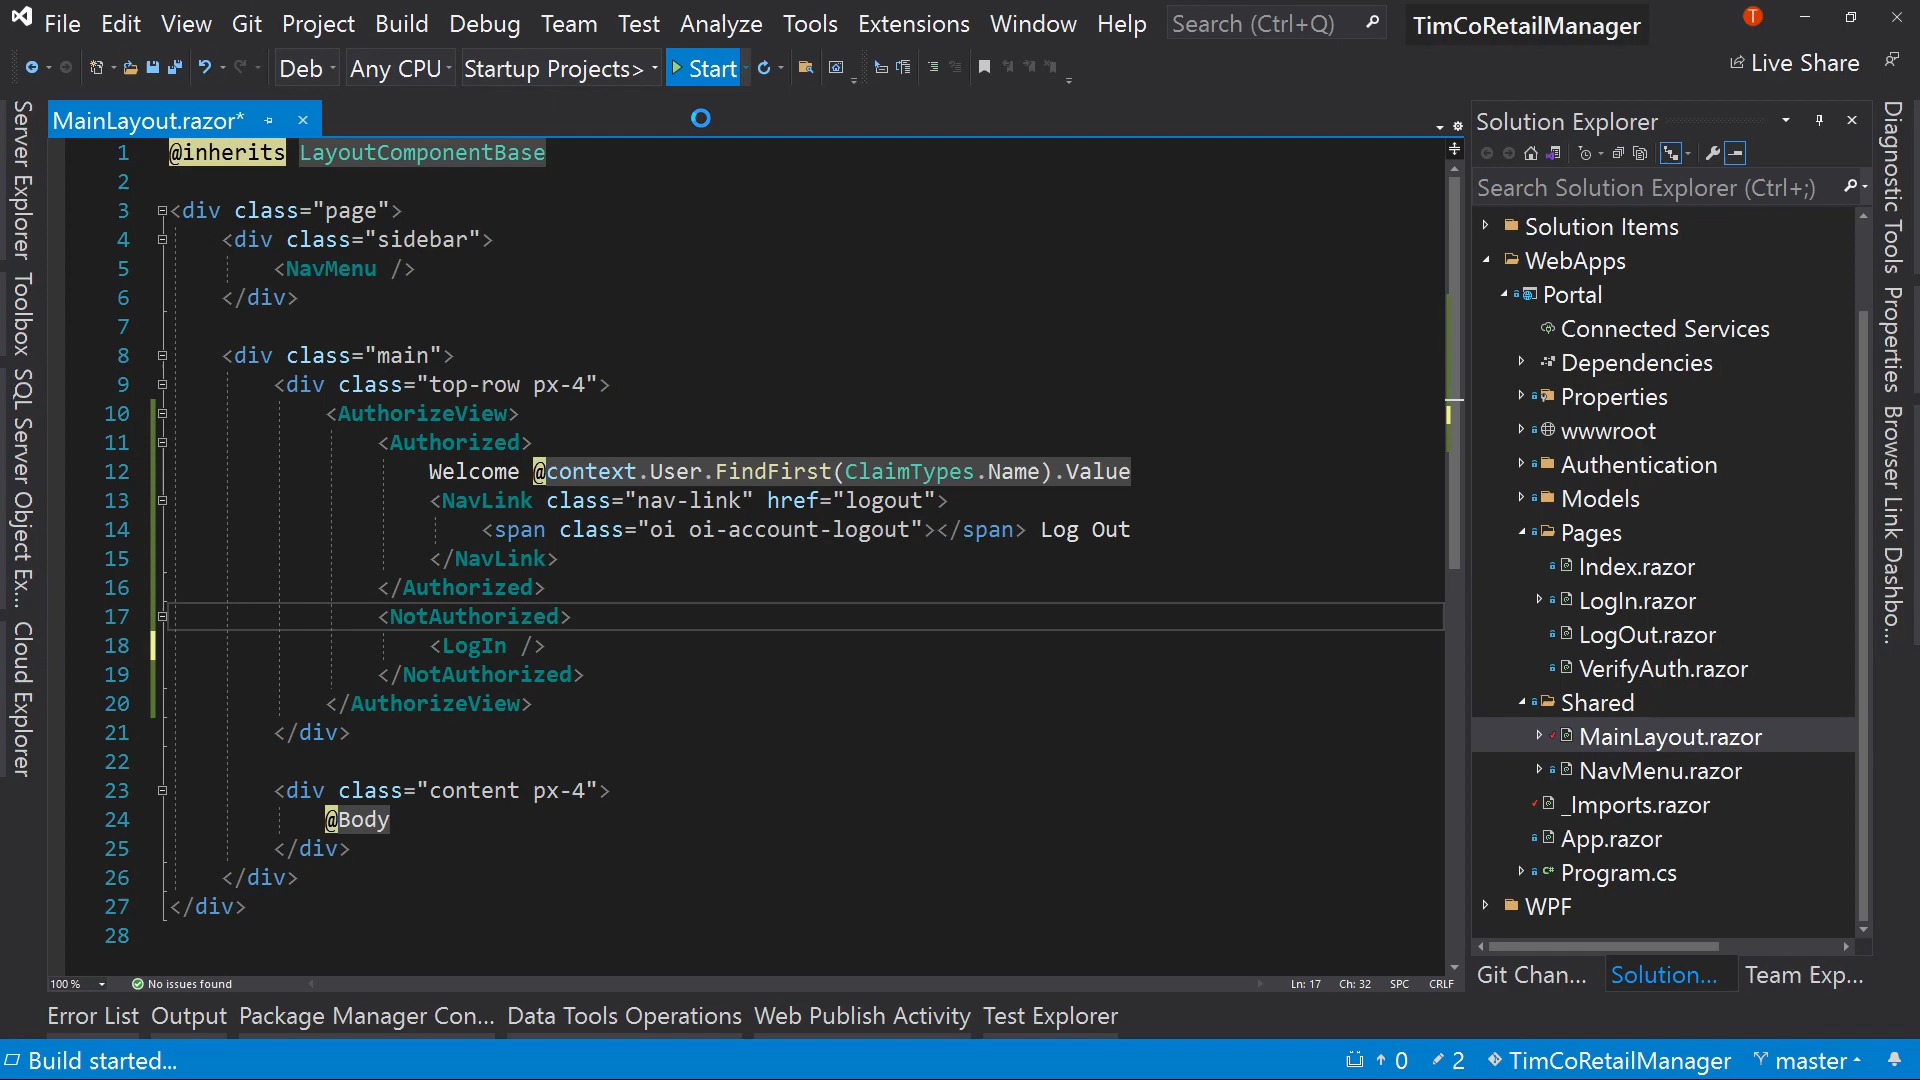 File Edit View Git Project Build Debug Team Test Analyze Tools Extensions Window Help Search (Ctrl+Q) TimCoRetailManager T
Debug Any CPU Startup Projects> Start Live Share
MainLayout.razor*
1 @inherits LayoutComponentBase
2
3 <div class="page">
4 <div class="sidebar">
5 <NavMenu />
6 </div>
7
8 <div class="main">
9 <div class="top-row px-4">
10 <AuthorizeView>
11 <Authorized>
12 Welcome @context.User.FindFirst(ClaimTypes.Name).Value
13 <NavLink class="nav-link" href="logout">
14 <span class="oi oi-account-logout"></span> Log Out
15 </NavLink>
16 </Authorized>
17 <NotAuthorized>
18 <LogIn />
19 </NotAuthorized>
20 </AuthorizeView>
21 </div>
22
23 <div class="content px-4">
24 @Body
25 </div>
26 </div>
27 </div>
28
100 % No issues found Ln: 17 Ch: 32 SPC CRLF
Server Explorer
Toolbox
SQL Server Object Ex...
Cloud Explorer
Solution Explorer
Search Solution Explorer (Ctrl+;)
Solution Items
WebApps
Portal
Connected Services
Dependencies
Properties
wwwroot
Authentication
Models
Pages
Index.razor
LogIn.razor
LogOut.razor
VerifyAuth.razor
Shared
MainLayout.razor
NavMenu.razor
_Imports.razor
App.razor
C# Program.cs
WPF
Git Chan... Solution... Team Exp...
Diagnostic Tools
Properties
Browser Link Dashbo...
Error List Output Package Manager Con... Data Tools Operations Web Publish Activity Test Explorer
Build started... 0 2 TimCoRetailManager master